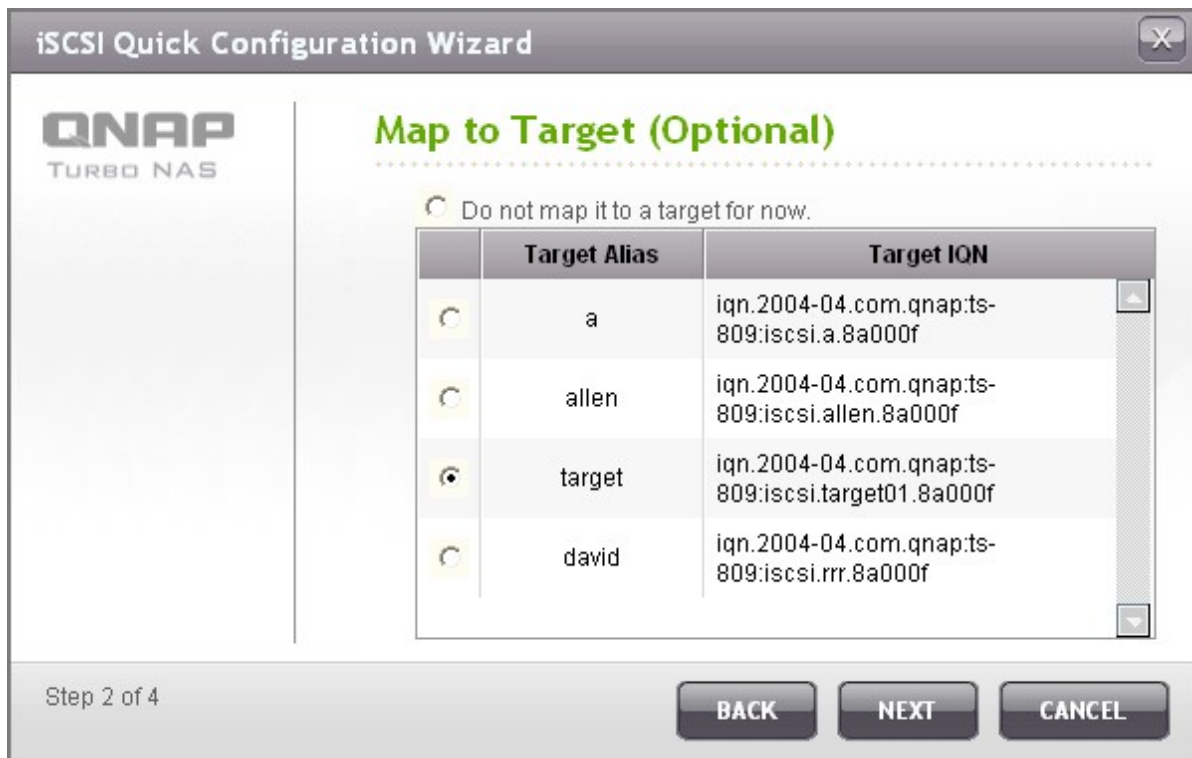 iSCSI Quick Configuration Wizard
X
QNAP
TURBO NAS
Map to Target (Optional)
Do not map it to a target for now.
Target Alias Target IQN
a iqn.2004-04.com.qnap:ts-
809:iscsi.a.8a000f
allen iqn.2004-04.com.qnap:ts-
809:iscsi.allen.8a000f
target iqn.2004-04.com.qnap:ts-
809:iscsi.target01.8a000f
david iqn.2004-04.com.qnap:ts-
809:iscsi.rrr.8a000f
Step 2 of 4
BACK NEXT CANCEL